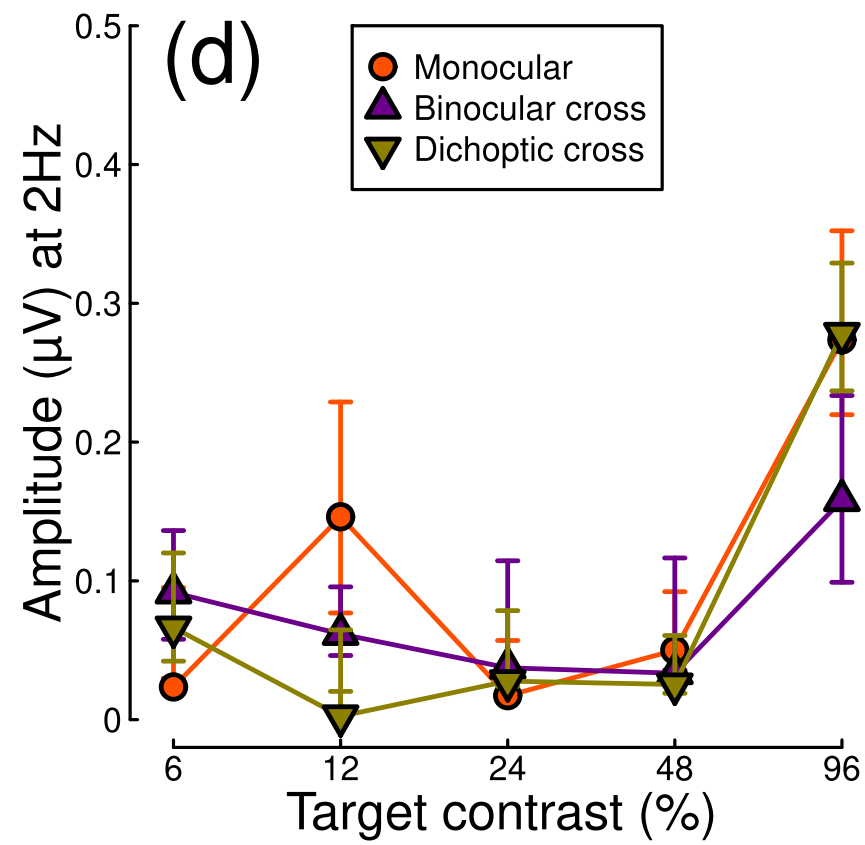 (d)
Monocular
Binocular cross
Dichoptic cross
Amplitude (µV) at 2Hz
0.5
0.4
0.3
0.2
0.1
0
6 12 24 48 96
Target contrast (%)